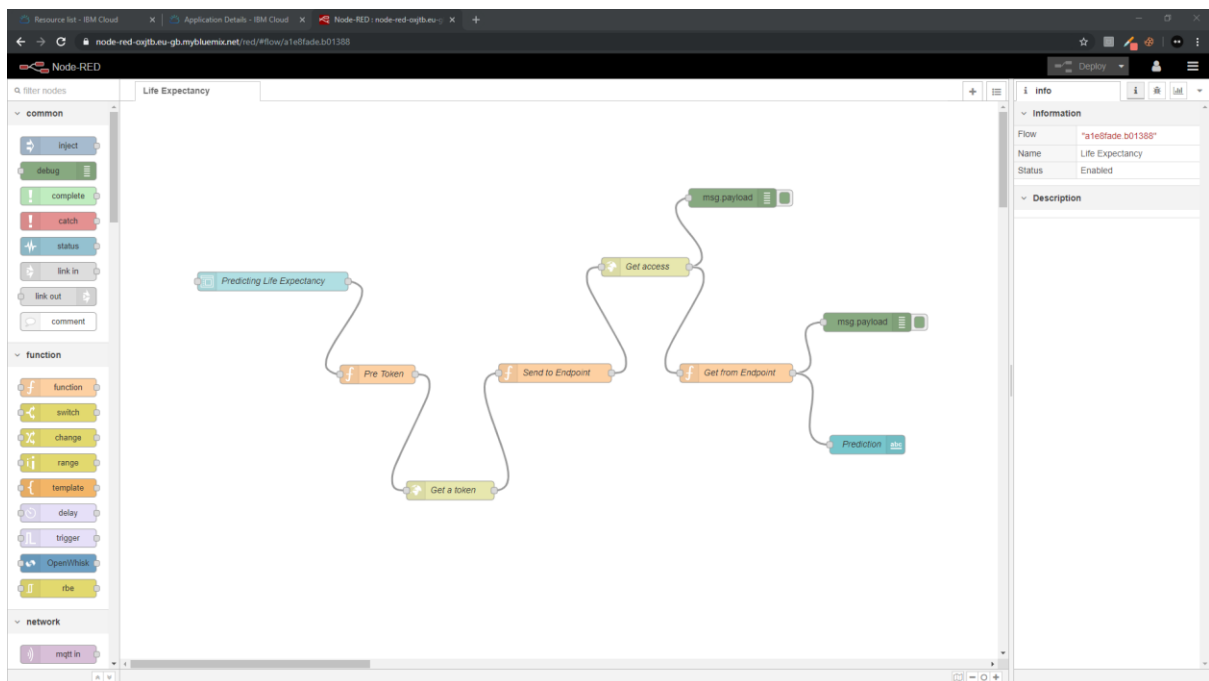 Resource list - IBM Cloud
Application Details - IBM Cloud
Node-RED : node-red-oxjtb.eu-g
node-red-oxjtb.eu-gb.mybluemix.net/red/#flow/a1e8fade.b01388
Node-RED
Deploy
filter nodes
Life Expectancy
info
common
inject
debug
complete
catch
status
link in
link out
comment
function
function
switch
change
range
template
delay
trigger
OpenWhisk
rbe
network
mqtt in
Predicting Life Expectancy
Pre Token
Get a token
Send to Endpoint
Get access
msg.payload
Get from Endpoint
msg.payload
Prediction
abc
Information
Flow "a1e8fade.b01388"
Name Life Expectancy
Status Enabled
Description